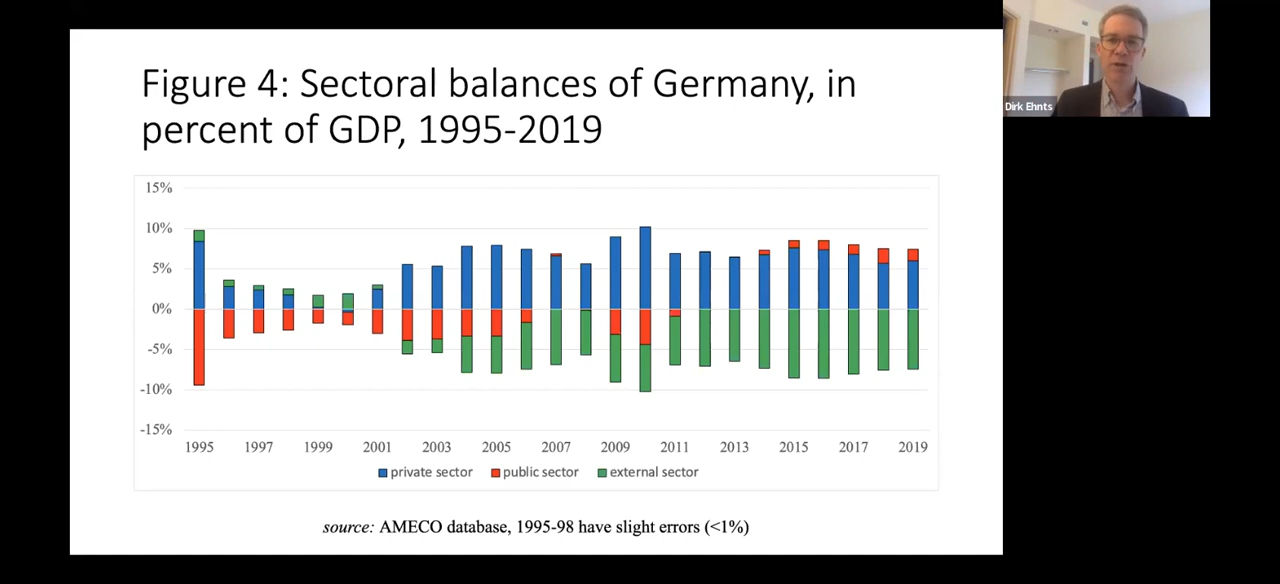 Figure 4: Sectoral balances of Germany, in
percent of GDP, 1995-2019
Dirk Ehnts
15%
10%
5%
0%
-5%
-10%
-15%
1995 1997 1999 2001 2003 2005 2007 2009 2011 2013 2015 2017 2019
private sector public sector external sector
source: AMECO database, 1995-98 have slight errors (<1%)